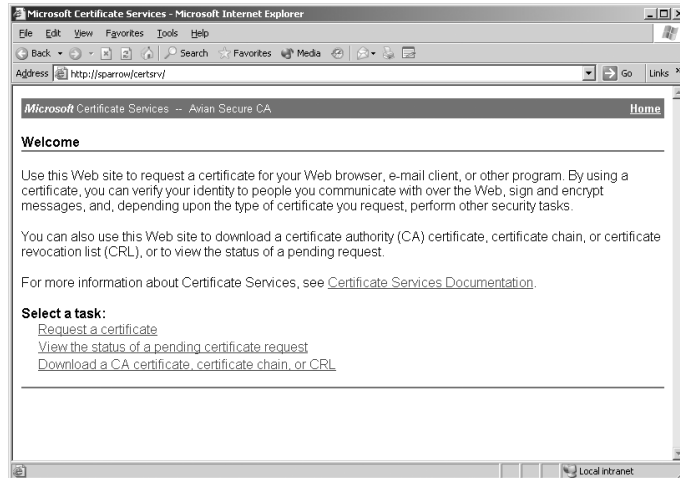 Microsoft Certificate Services - Microsoft Internet Explorer
File Edit View Favorites Tools Help
Back Search Favorites Media
Address http://sparrow/certsrv/ Go Links »
Microsoft Certificate Services -- Avian Secure CA Home
Welcome
Use this Web site to request a certificate for your Web browser, e-mail client, or other program. By using a
certificate, you can verify your identity to people you communicate with over the Web, sign and encrypt
messages, and, depending upon the type of certificate you request, perform other security tasks.
You can also use this Web site to download a certificate authority (CA) certificate, certificate chain, or certificate
revocation list (CRL), or to view the status of a pending request.
For more information about Certificate Services, see Certificate Services Documentation.
Select a task:
Request a certificate
View the status of a pending certificate request
Download a CA certificate, certificate chain, or CRL
Local intranet